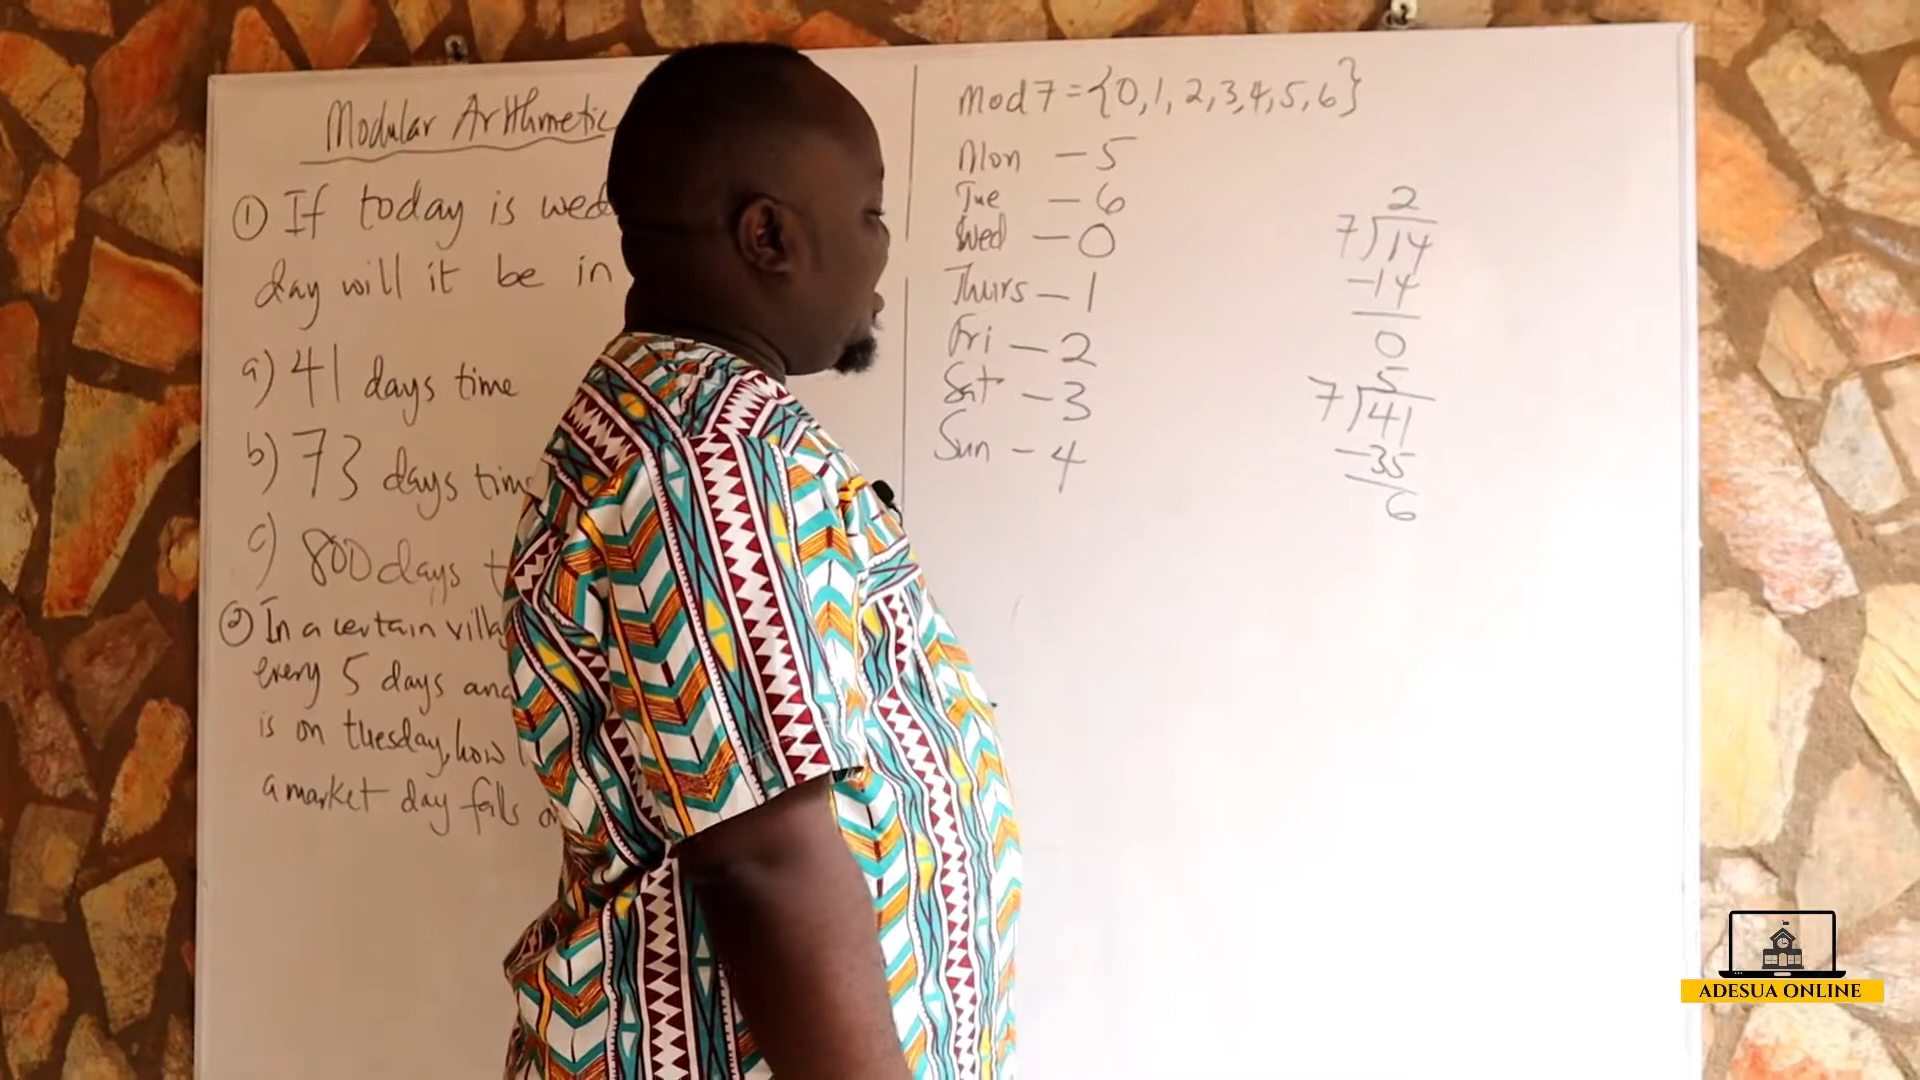 Modular Arithmetic
① If today is wed
day will it be in
a) 41 days time
b) 73 days time
c) 800 days t
② In a certain villa
every 5 days and
is on tuesday, how
a market day falls
mod 7 = {0, 1, 2, 3, 4, 5, 6}
Mon - 5
Tue - 6
Wed - 0
Thurs - 1
Fri - 2
Sat - 3
Sun - 4
2
7)14
-14
0
5
7)41
-35
6
ADESUA ONLINE